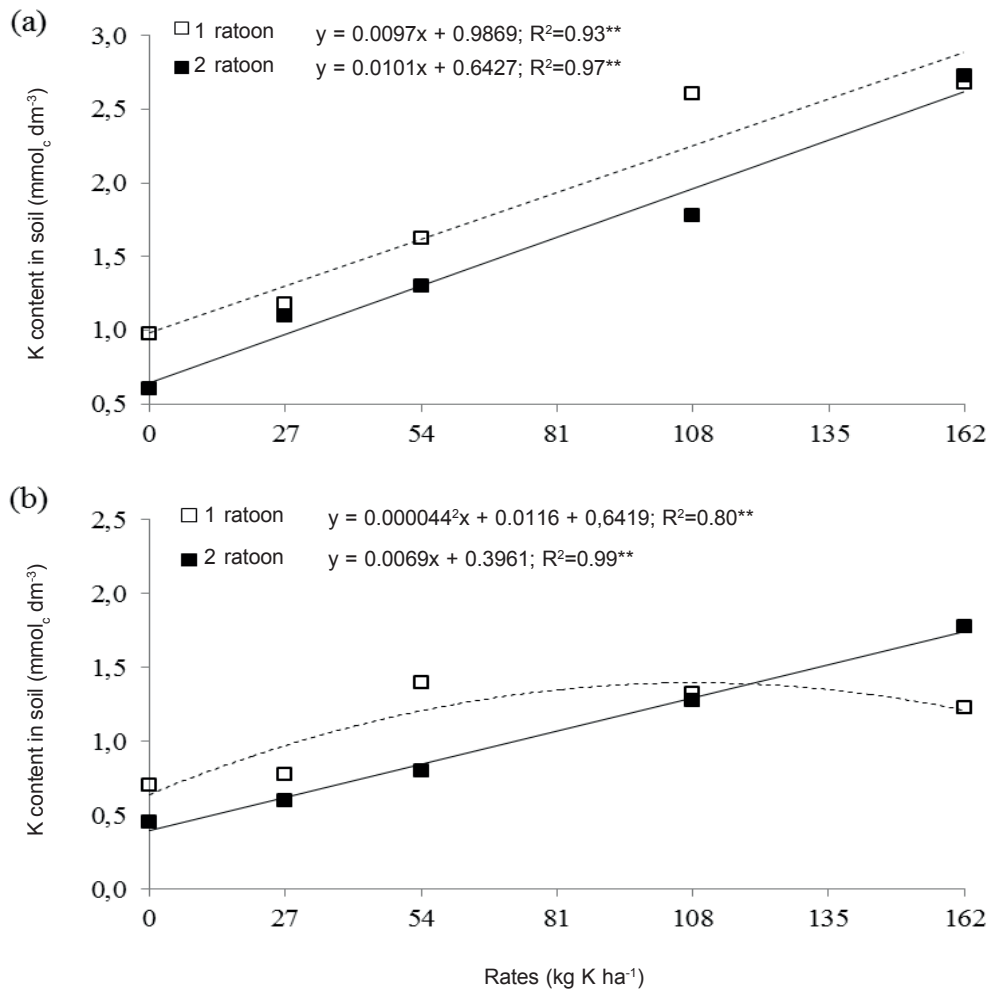 (a)
1 ratoon y = 0.0097x + 0.9869; R²=0.93**
2 ratoon y = 0.0101x + 0.6427; R²=0.97**
K content in soil (mmol_c dm⁻³)
3,0
2,5
2,0
1,5
1,0
0,5
0 27 54 81 108 135 162
(b)
1 ratoon y = 0.000044²x + 0.0116 + 0,6419; R²=0.80**
2 ratoon y = 0.0069x + 0.3961; R²=0.99**
K content in soil (mmol_c dm⁻³)
2,5
2,0
1,5
1,0
0,5
0,0
0 27 54 81 108 135 162
Rates (kg K ha⁻¹)